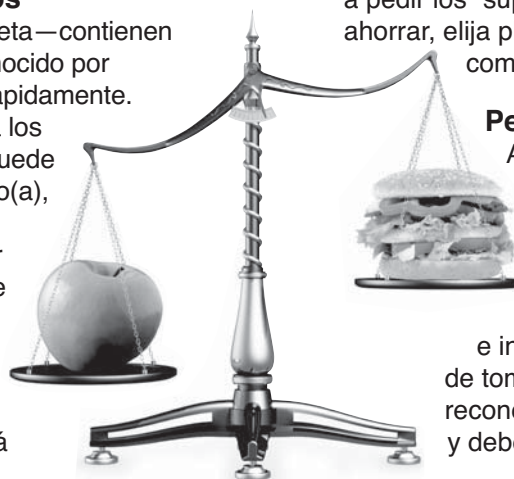 os
eta—contienen
nocido por
ápidamente.
a los
uede
o(a),
e
á
a pedir los "sup
ahorrar, elija p
com
Pe
A
e in
de tom
recono
y debe